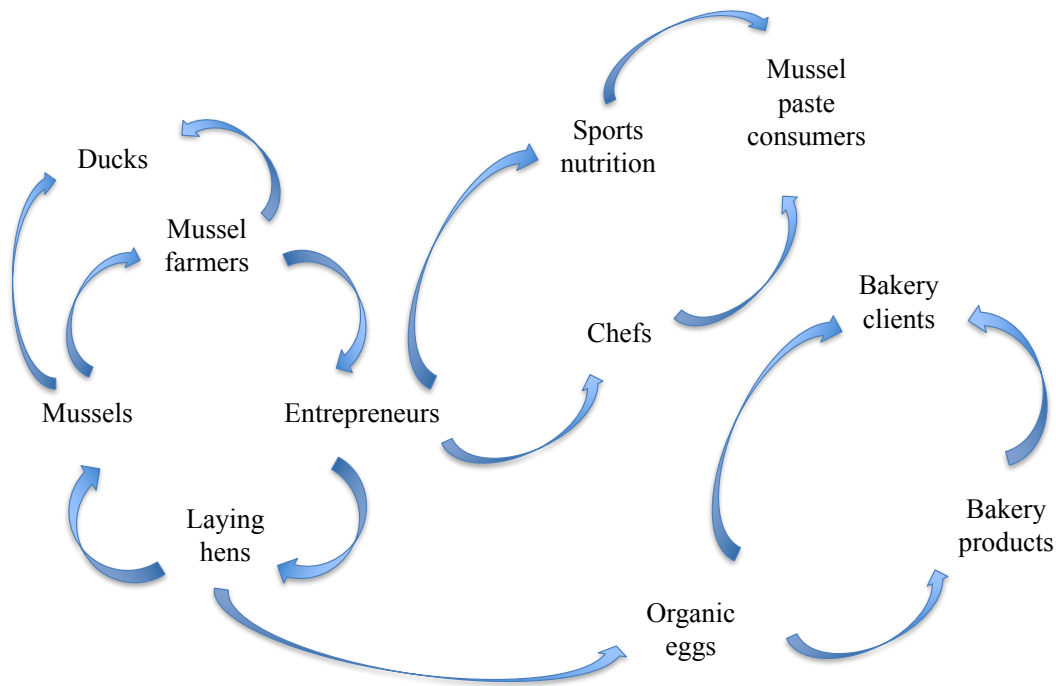 Mussel
paste
consumers
Sports
nutrition
Ducks
Mussel
farmers
Bakery
clients
Chefs
Mussels
Entrepreneurs
Laying
hens
Bakery
products
Organic
eggs